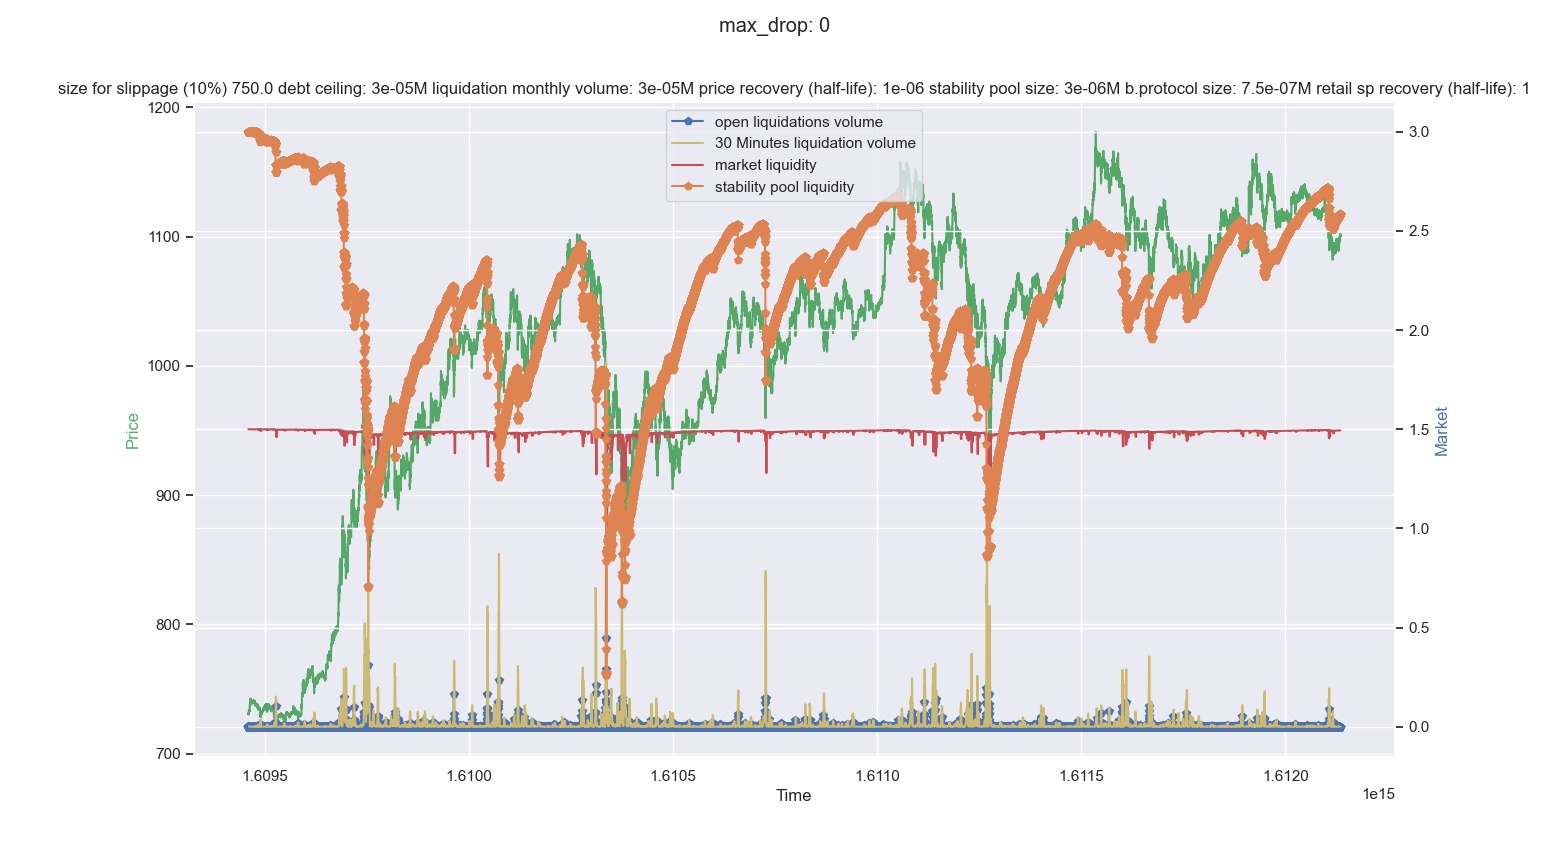 max_drop: 0
size for slippage (10%) 750.0 debt ceiling: 3e-05M liquidation monthly volume: 3e-05M price recovery (half-life): 1e-06 stability pool size: 3e-06M b.protocol size: 7.5e-07M retail sp recovery (half-life): 1
open liquidations volume
30 Minutes liquidation volume
market liquidity
stability pool liquidity
1200
1100
1000
900
800
700
Price
3.0
2.5
2.0
1.5
1.0
0.5
0.0
Market
1.6095 1.6100 1.6105 1.6110 1.6115 1.6120
1e15
Time